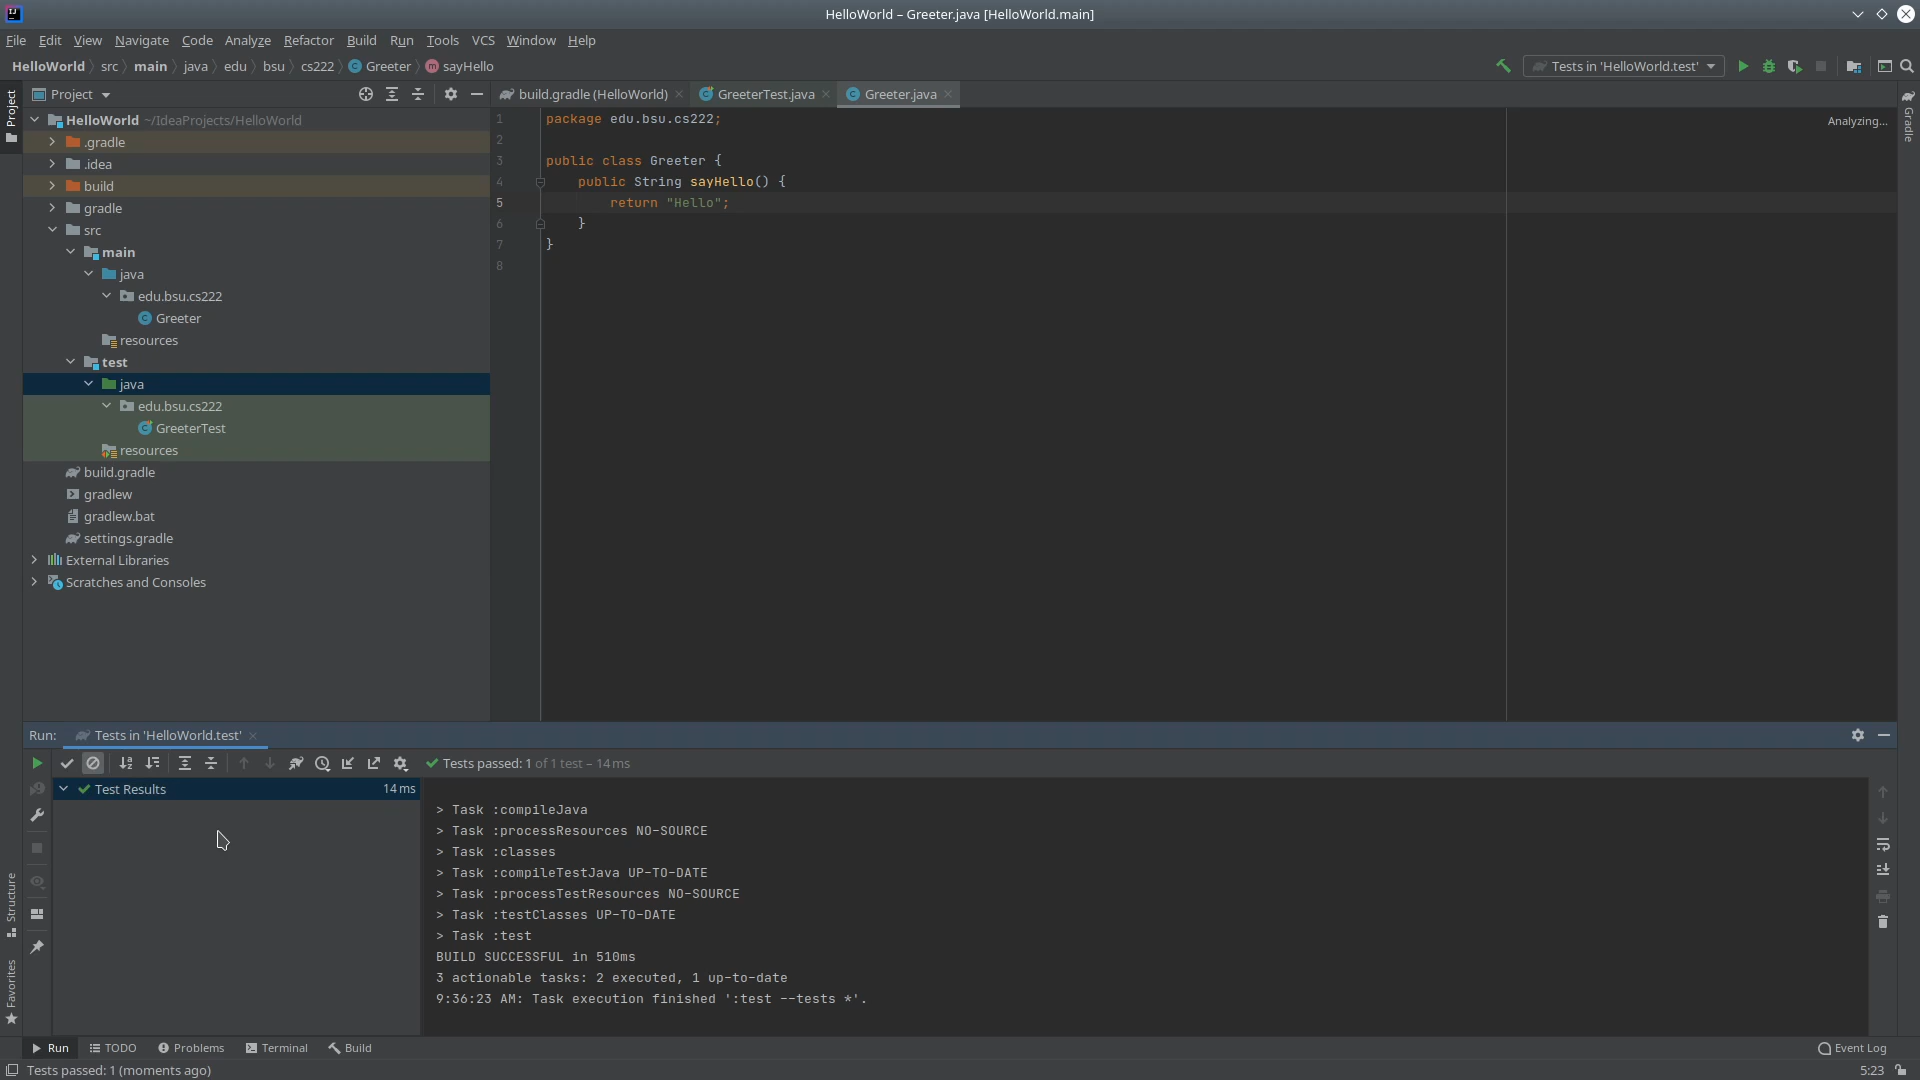 HelloWorld – Greeter.java [HelloWorld.main]
File Edit View Navigate Code Analyze Refactor Build Run Tools VCS Window Help
HelloWorld src main java edu bsu cs222 Greeter sayHello
Tests in 'HelloWorld.test'
Project
Project
build.gradle (HelloWorld) GreeterTest.java Greeter.java
Gradle
HelloWorld ~/IdeaProjects/HelloWorld
.gradle
.idea
build
gradle
src
main
java
edu.bsu.cs222
Greeter
resources
test
java
edu.bsu.cs222
GreeterTest
resources
build.gradle
gradlew
gradlew.bat
settings.gradle
External Libraries
Scratches and Consoles
1 package edu.bsu.cs222;
2
3 public class Greeter {
4 public String sayHello() {
5 return "Hello";
6 }
7 }
8
Analyzing...
Run: Tests in 'HelloWorld.test'
Tests passed: 1 of 1 test – 14 ms
Test Results 14 ms
> Task :compileJava
> Task :processResources NO-SOURCE
> Task :classes
> Task :compileTestJava UP-TO-DATE
> Task :processTestResources NO-SOURCE
> Task :testClasses UP-TO-DATE
> Task :test
BUILD SUCCESSFUL in 510ms
3 actionable tasks: 2 executed, 1 up-to-date
9:36:23 AM: Task execution finished ':test --tests *'.
Structure
Favorites
Run TODO Problems Terminal Build Event Log
Tests passed: 1 (moments ago) 5:23